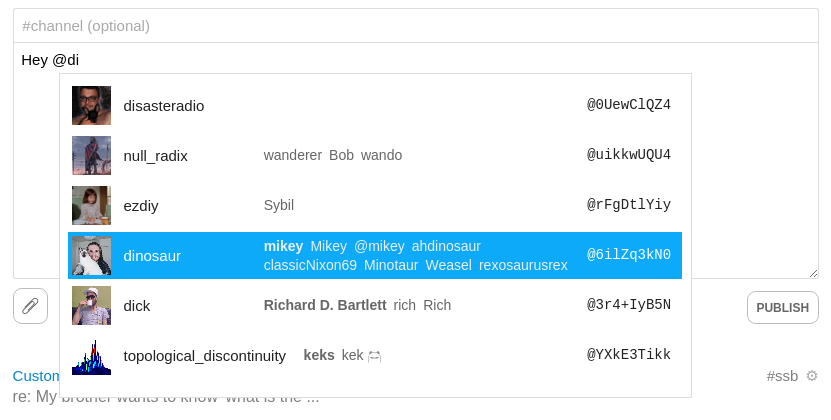 #channel (optional)
Hey @di
disasteradio @0UewClQZ4
null_radix wanderer Bob wando @uikkwUQU4
ezdiy Sybil @rFgDtlYiy
dinosaur mikey Mikey @mikey ahdinosaur @6ilZq3kN0
classicNixon69 Minotaur Weasel rexosaurusrex
dick Richard D. Bartlett rich Rich @3r4+IyB5N
PUBLISH
topological_discontinuity keks kek @YXkE3Tikk
Custom #ssb
re: My brother wants to know what is the ...